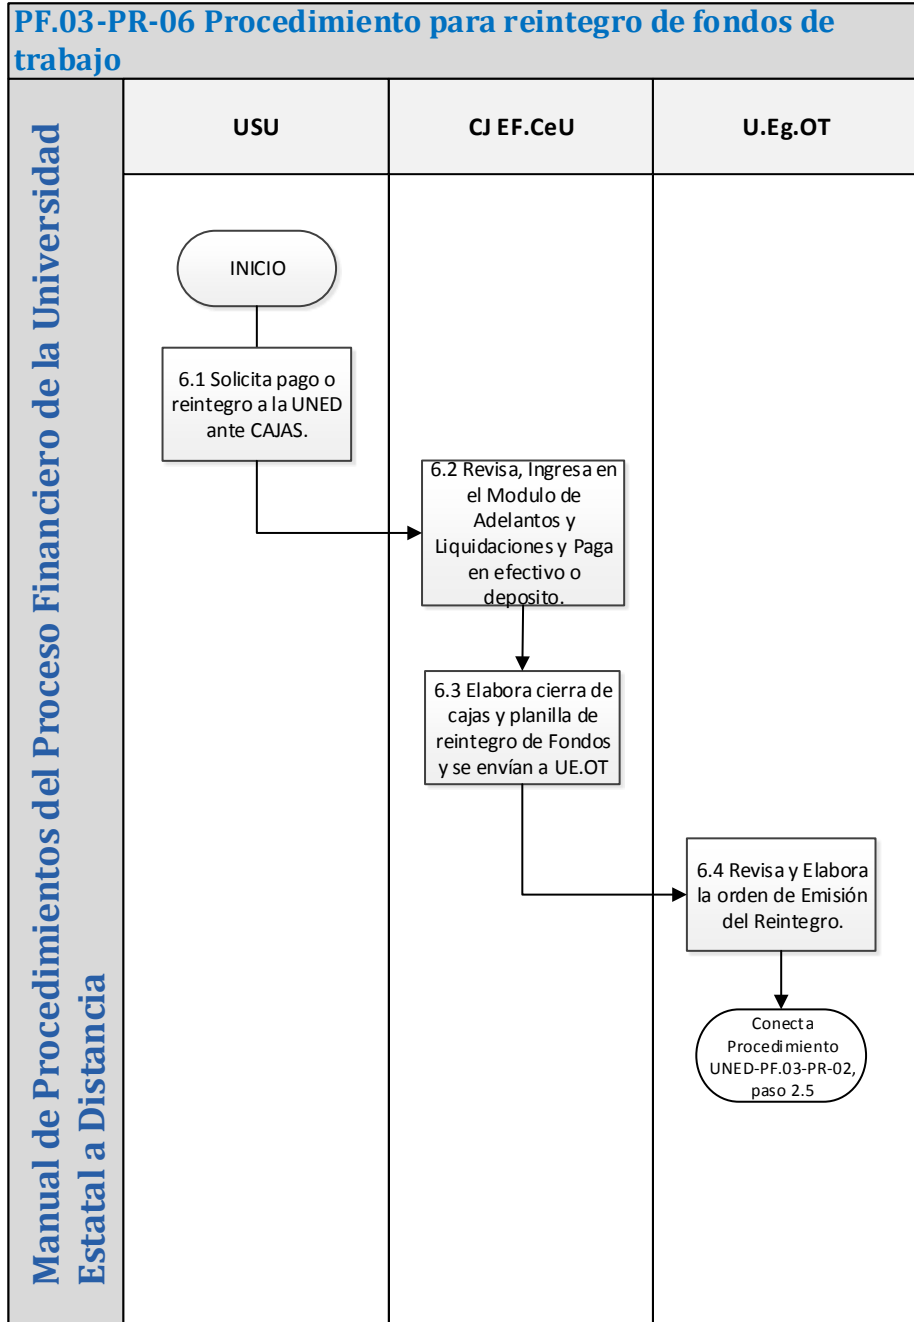 PF.03-PR-06 Procedimiento para reintegro de fondos de
trabajo
Manual de Procedimientos del Proceso Financiero de la Universidad
Estatal a Distancia
USU
CJ EF.CeU
U.Eg.OT
INICIO
6.1 Solicita pago o
reintegro a la UNED
ante CAJAS.
6.2 Revisa, Ingresa en
el Modulo de
Adelantos y
Liquidaciones y Paga
en efectivo o
deposito.
6.3 Elabora cierra de
cajas y planilla de
reintegro de Fondos
y se envían a UE.OT
6.4 Revisa y Elabora
la orden de Emisión
del Reintegro.
Conecta
Procedimiento
UNED-PF.03-PR-02,
paso 2.5